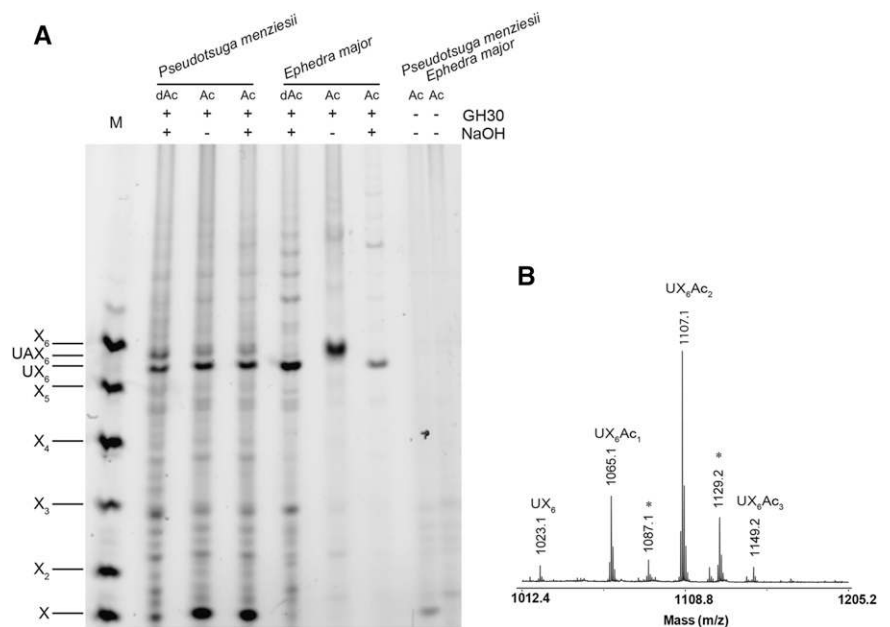 A
Pseudotsuga menziesii
Ephedra major
Pseudotsuga menziesii
Ephedra major
dAc Ac Ac dAc Ac Ac Ac Ac
+ + + + + + - - GH30
M + - + + - + - - NaOH
X6
UAX6
UX6
X5
X4
X3
X2
X
B
UX6Ac2
1107.1
UX6Ac1
1065.1
*
1129.2
UX6
1023.1
*
1087.1
UX6Ac3
1149.2
1012.4 1108.8 1205.2
Mass (m/z)